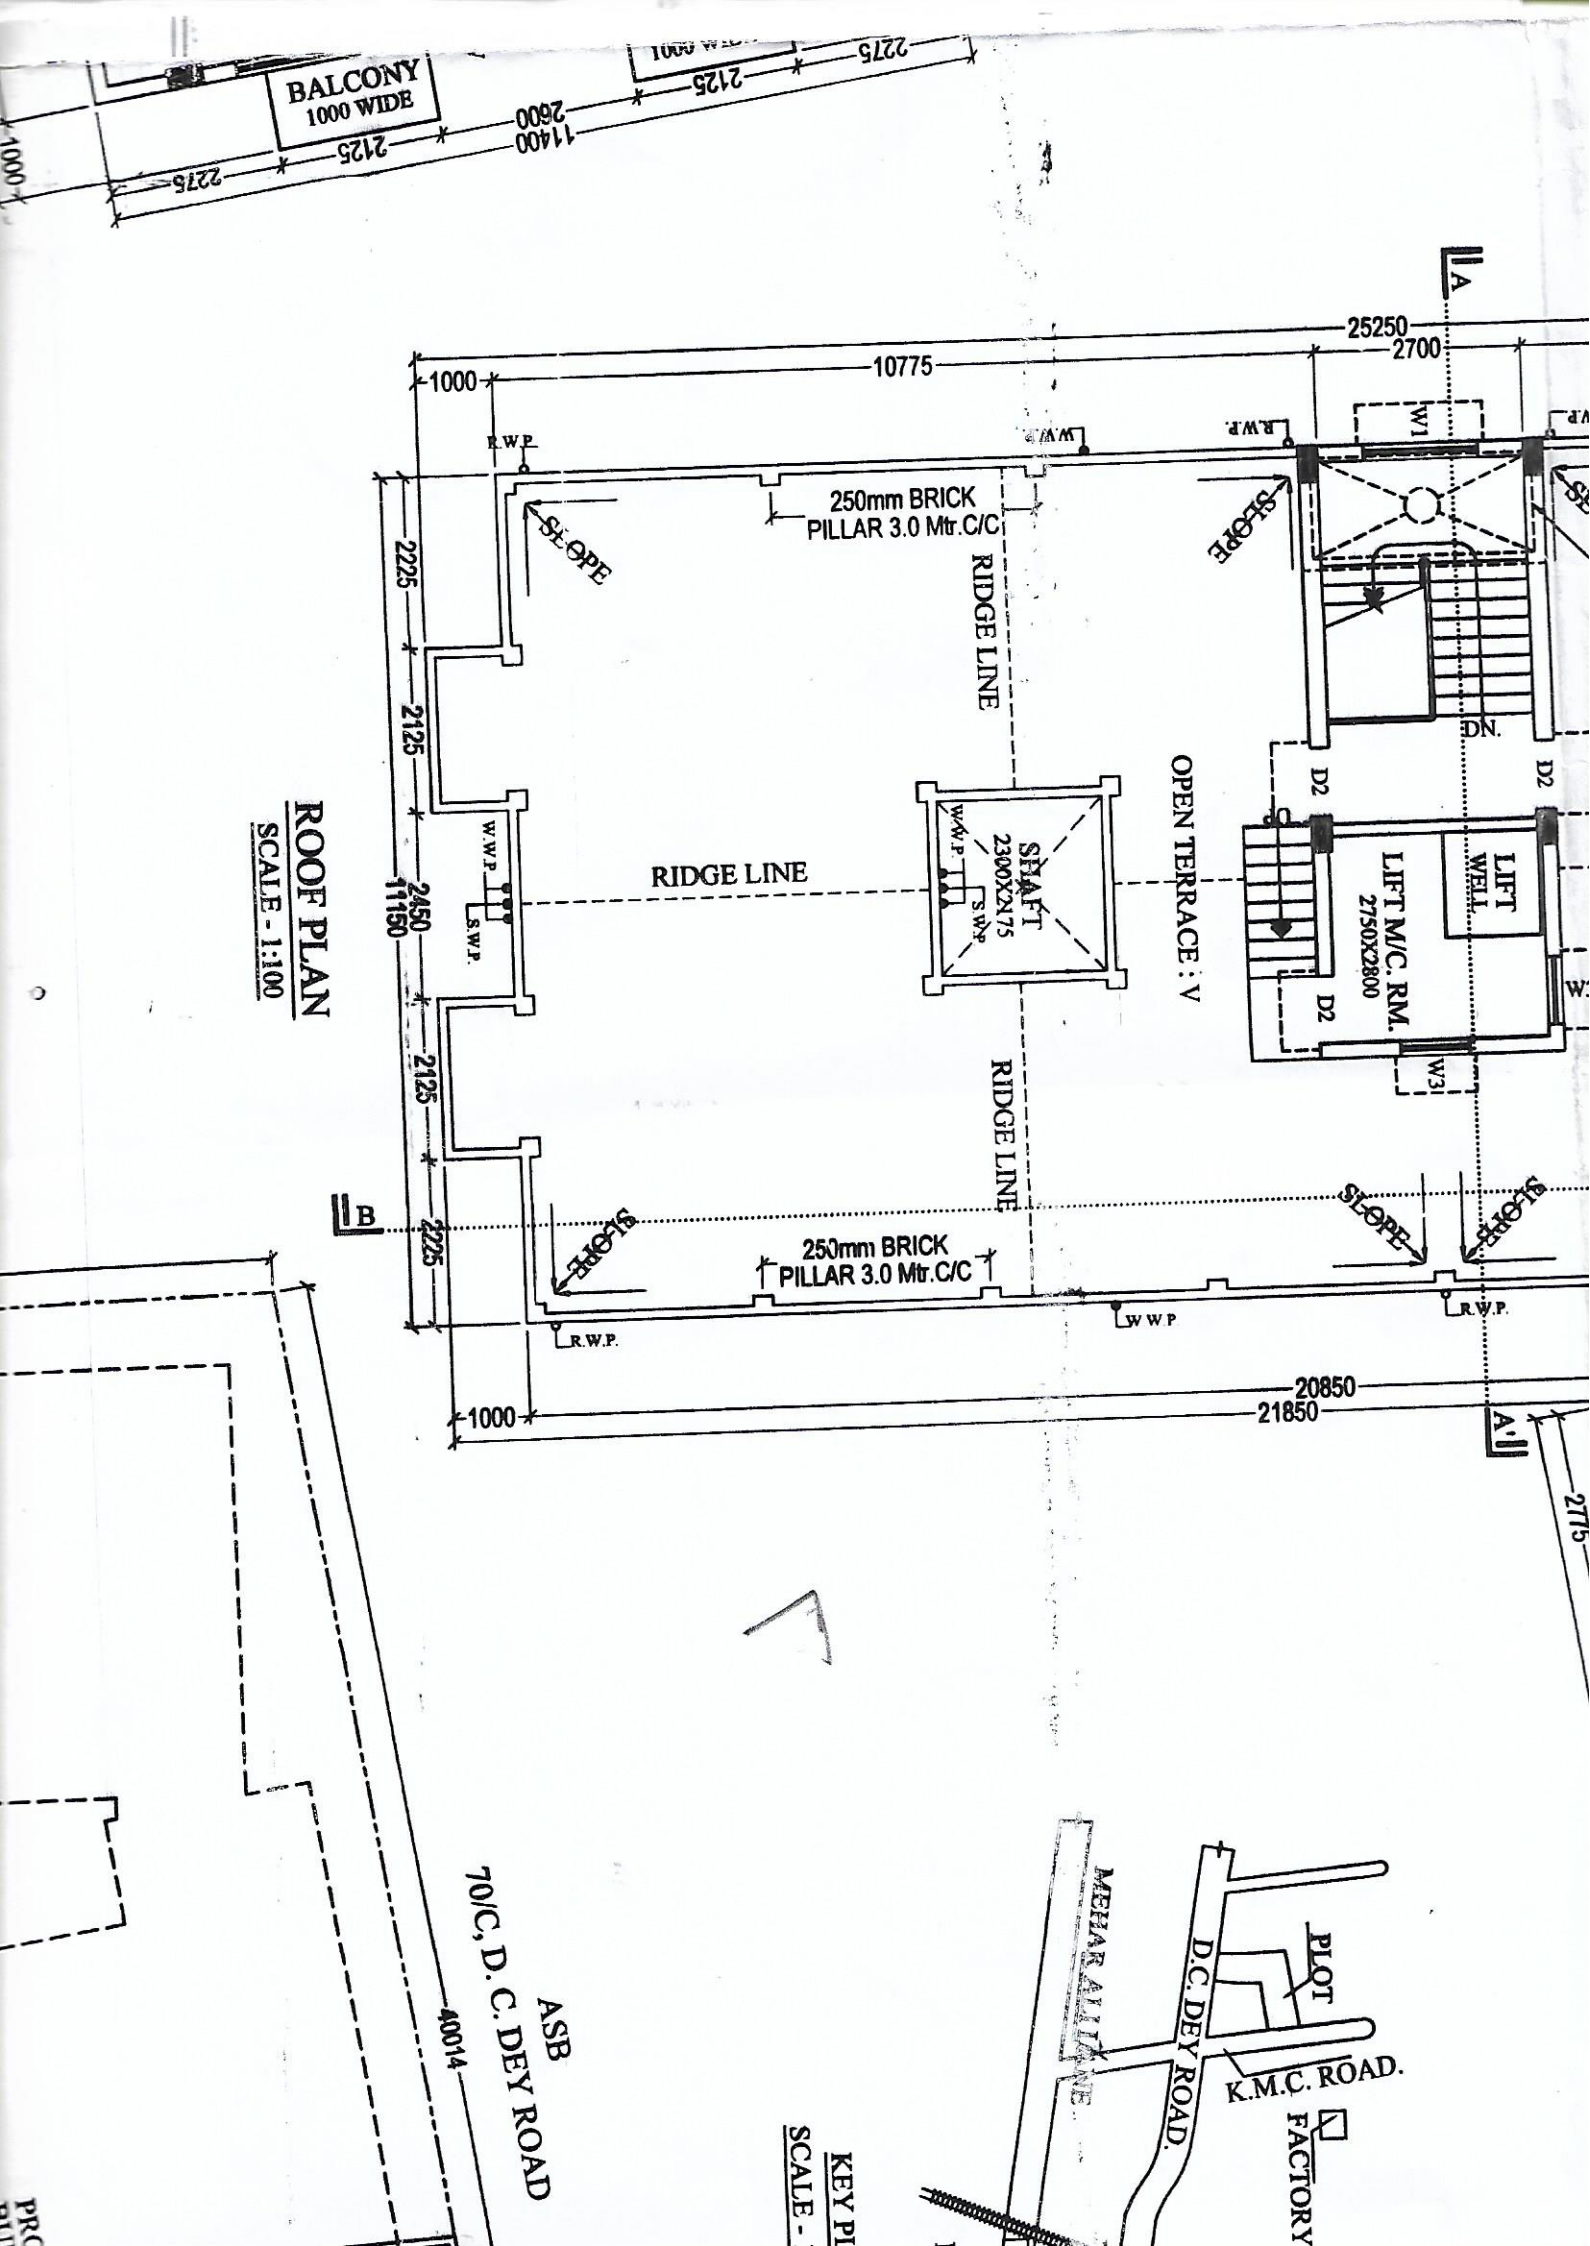 BALCONY
1000 WIDE
2275
2125
2600
2125
2275
11400
1000
A
25250
1000
10775
2700
R.W.P.
W.W.P.
R.W.P.
W1
250mm BRICK
PILLAR 3.0 Mtr.C/C
SLOPE
SLOPE
RIDGE LINE
2225
2125
2450
2125
2225
11150
DN.
D2
D2
UP
OPEN TERRACE : V
SHAFT
2300X2175
W.W.P.
S.W.P.
W.W.P.
S.W.P.
RIDGE LINE
LIFT
WELL
LIFT M/C. RM.
2750X2800
D2
W3
RIDGE LINE
ROOF PLAN
SCALE - 1:100
B
SLOPE
SLOPE
SLOPE
250mm BRICK
PILLAR 3.0 Mtr.C/C
R.W.P.
W.W.P.
R.W.P.
1000
20850
21850
A'
2775
MEHAR ALI LANE
D.C. DEY ROAD.
PLOT
K.M.C. ROAD.
FACTORY
40014
ASB
70/C, D. C. DEY ROAD
KEY
SCALE -